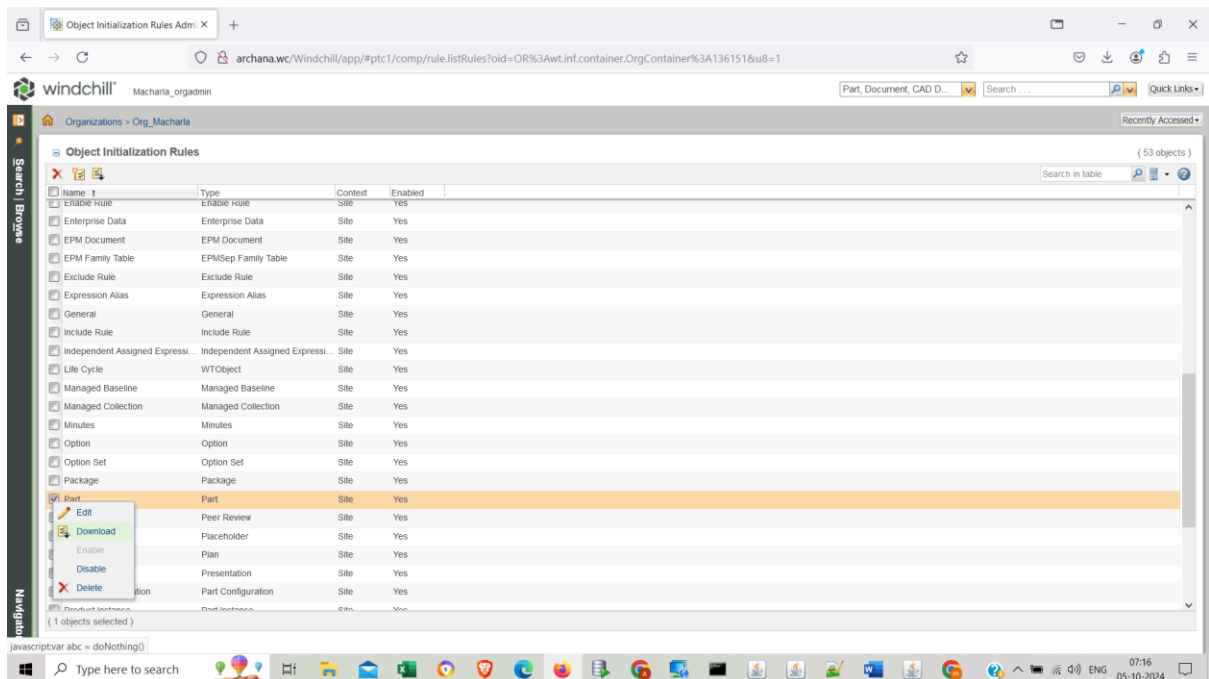 Object Initialization Rules Admi
archana.wc/Windchill/app/#ptc1/comp/rule.listRules?oid=OR%3Awt.inf.container.OrgContainer%3A136151&u8=1
windchill Macharla_orgadmin Part, Document, CAD D... Search . . . Quick Links
Organizations > Org_Macharla Recently Accessed
Search | Browse
Navigator
Object Initialization Rules ( 53 objects )
Search in table
Name Type Context Enabled
Enable Rule Enable Rule Site Yes
Enterprise Data Enterprise Data Site Yes
EPM Document EPM Document Site Yes
EPM Family Table EPMSep Family Table Site Yes
Exclude Rule Exclude Rule Site Yes
Expression Alias Expression Alias Site Yes
General General Site Yes
Include Rule Include Rule Site Yes
Independent Assigned Expressi... Independent Assigned Expressi... Site Yes
Life Cycle WTObject Site Yes
Managed Baseline Managed Baseline Site Yes
Managed Collection Managed Collection Site Yes
Minutes Minutes Site Yes
Option Option Site Yes
Option Set Option Set Site Yes
Package Package Site Yes
Part Part Site Yes
Edit Peer Review Site Yes
Download Placeholder Site Yes
Enable Plan Site Yes
Disable Presentation Site Yes
Delete tion Part Configuration Site Yes
Product Instance Part Instance Site Yes
( 1 objects selected )
javascript:var abc = doNothing()
Type here to search ENG 07:16
05-10-2024